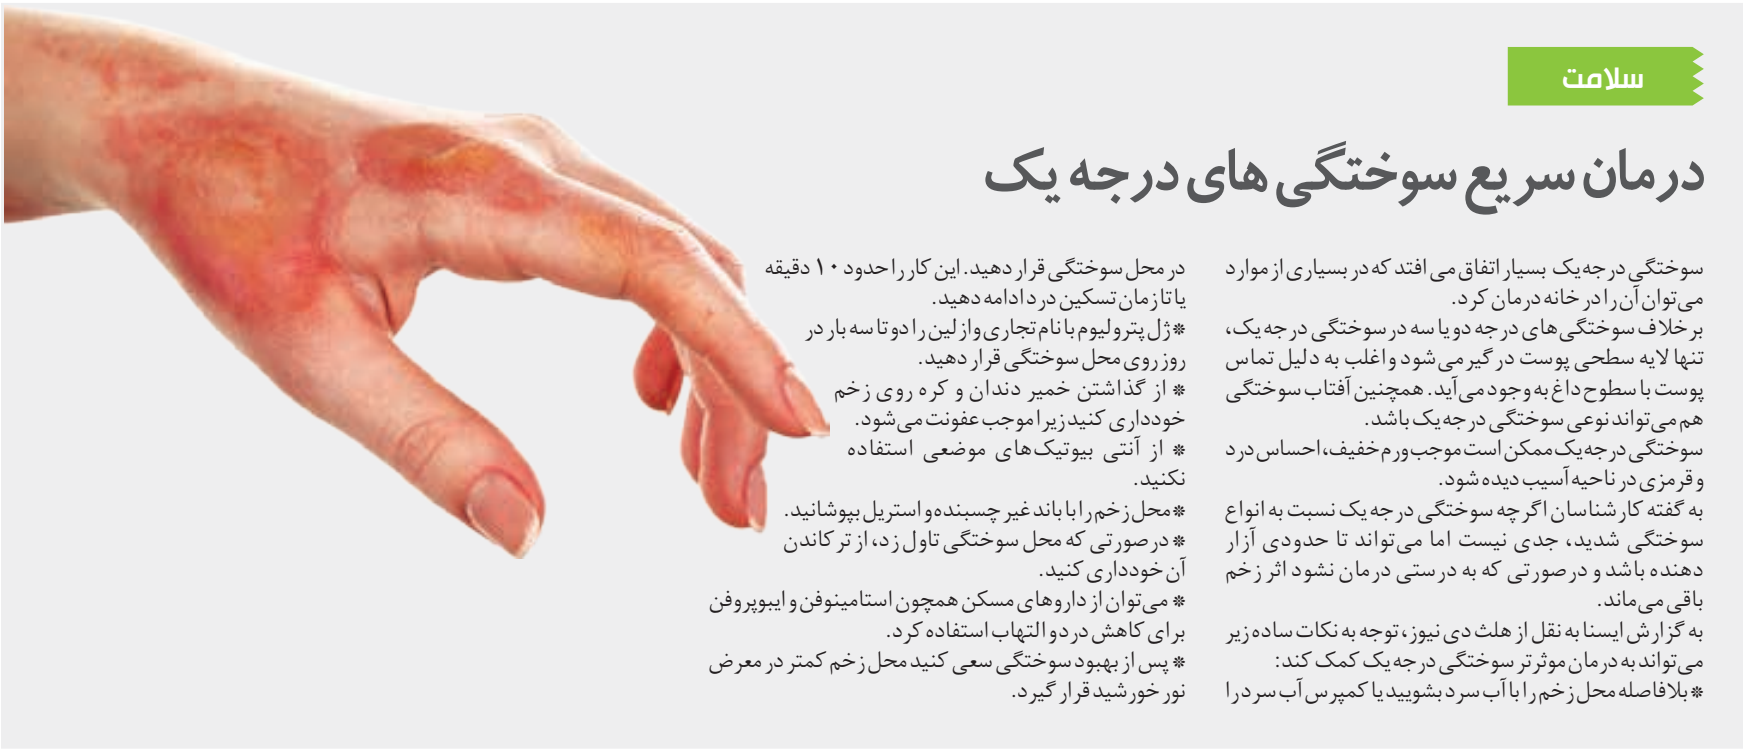 سلامت
درمان سریع سوختگی های درجه یک
سوختگی درجه یک بسیار اتفاق می افتد که در بسیاری از موارد
می‌توان آن را در خانه درمان کرد.
بر خلاف سوختگی‌های درجه دو یا سه در سوختگی درجه یک،
تنها لایه سطحی پوست درگیر می‌شود و اغلب به دلیل تماس
پوست با سطوح داغ به وجود می‌آید. همچنین آفتاب سوختگی
هم می‌تواند نوعی سوختگی درجه یک باشد.
سوختگی درجه یک ممکن است موجب ورم خفیف، احساس درد
و قرمزی در ناحیه آسیب دیده شود.
به گفته کارشناسان اگر چه سوختگی درجه یک نسبت به انواع
سوختگی شدید، جدی نیست اما می‌تواند تا حدودی آزار
دهنده باشد و درصورتی که به درستی درمان نشود اثر زخم
باقی می‌ماند.
به گزارش ایسنا به نقل از هلث دی نیوز، توجه به نکات ساده زیر
می‌تواند به درمان موثرتر سوختگی درجه یک کمک کند:
* بلافاصله محل زخم را با آب سرد بشویید یا کمپرس آب سرد را
در محل سوختگی قرار دهید. این کار را حدود ۱۰ دقیقه
یا تا زمان تسکین درد ادامه دهید.
* ژل پترولیوم با نام تجاری وازلین را دو تا سه بار در
روز روی محل سوختگی قرار دهید.
* از گذاشتن خمیر دندان و کره روی زخم
خودداری کنید زیرا موجب عفونت می‌شود.
* از آنتی بیوتیک‌های موضعی استفاده
نکنید.
* محل زخم را با باند غیر چسبنده و استریل بپوشانید.
* درصورتی که محل سوختگی تاول زد، از ترکاندن
آن خودداری کنید.
* می‌توان از داروهای مسکن همچون استامینوفن و ایبوپروفن
برای کاهش درد و التهاب استفاده کرد.
* پس از بهبود سوختگی سعی کنید محل زخم کمتر در معرض
نور خورشید قرار گیرد.